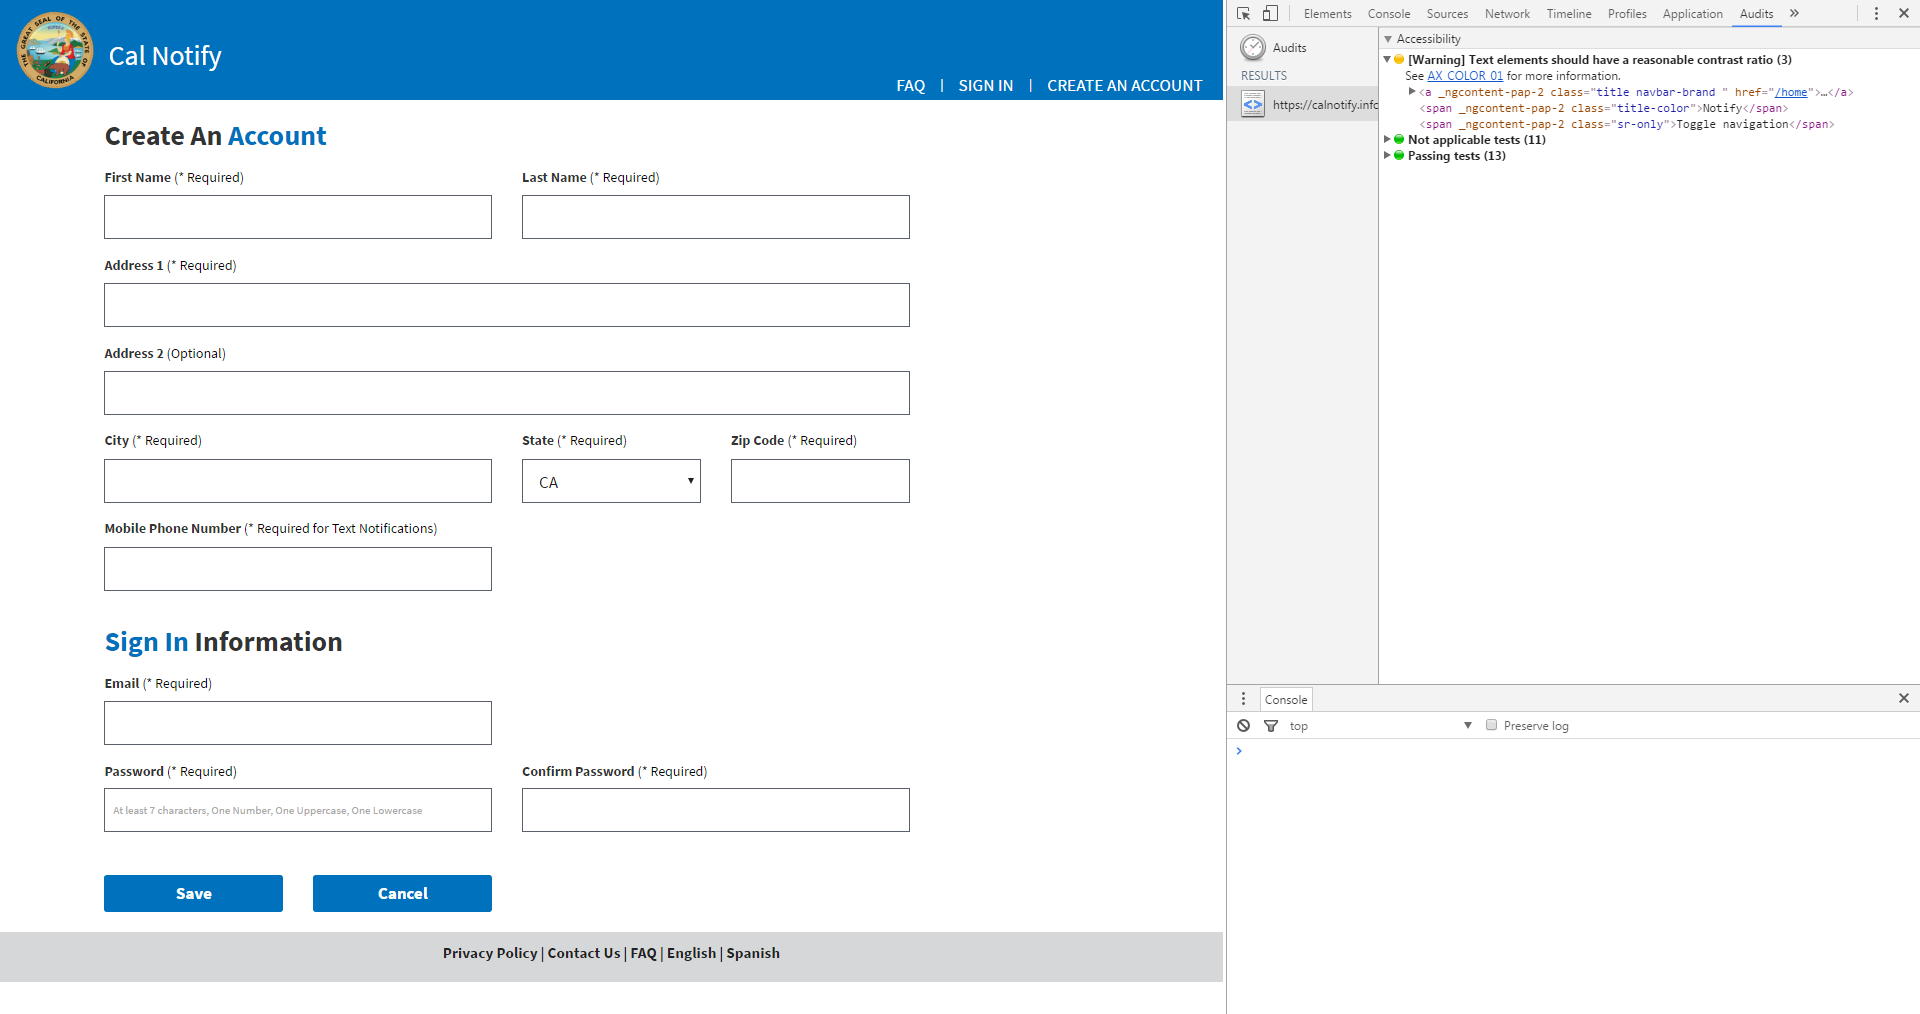 THE GREAT SEAL OF THE STATE OF CALIFORNIA
Cal Notify
FAQ | SIGN IN | CREATE AN ACCOUNT
Create An Account
First Name (* Required) Last Name (* Required)
Address 1 (* Required)
Address 2 (Optional)
City (* Required) State (* Required) Zip Code (* Required)
CA
Mobile Phone Number (* Required for Text Notifications)
Sign In Information
Email (* Required)
Password (* Required) Confirm Password (* Required)
At least 7 characters, One Number, One Uppercase, One Lowercase
Save Cancel
Privacy Policy | Contact Us | FAQ | English | Spanish
Elements Console Sources Network Timeline Profiles Application Audits »
Audits
RESULTS
https://calnotify.info
Accessibility
[Warning] Text elements should have a reasonable contrast ratio (3)
See AX_COLOR_01 for more information.
<a _ngcontent-pap-2 class="title navbar-brand " href="/home">…</a>
<span _ngcontent-pap-2 class="title-color">Notify</span>
<span _ngcontent-pap-2 class="sr-only">Toggle navigation</span>
Not applicable tests (11)
Passing tests (13)
Console
top Preserve log